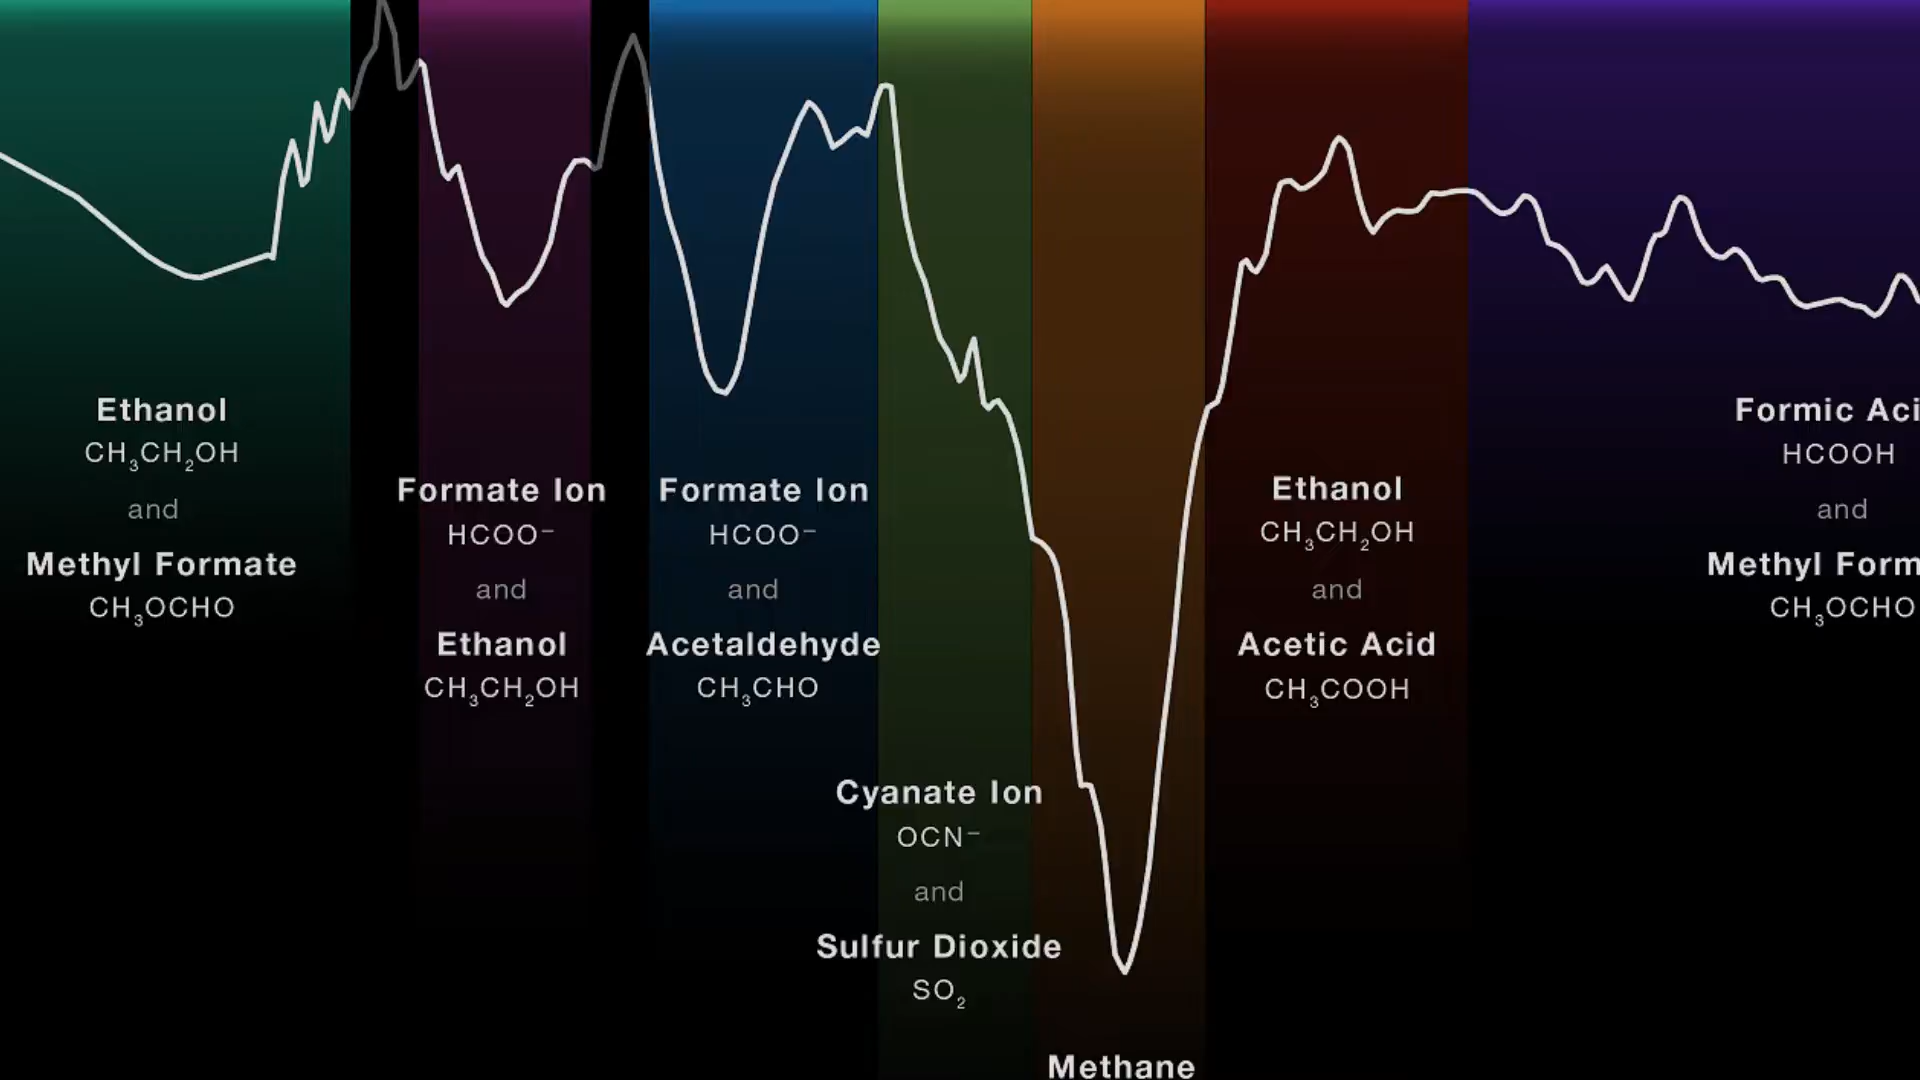 Ethanol
CH₃CH₂OH
and
Methyl Formate
CH₃OCHO
Formate Ion
HCOO⁻
and
Ethanol
CH₃CH₂OH
Formate Ion
HCOO⁻
and
Acetaldehyde
CH₃CHO
Cyanate Ion
OCN⁻
and
Sulfur Dioxide
SO₂
Methane
Ethanol
CH₃CH₂OH
and
Acetic Acid
CH₃COOH
Formic Aci
HCOOH
and
Methyl Form
CH₃OCHO